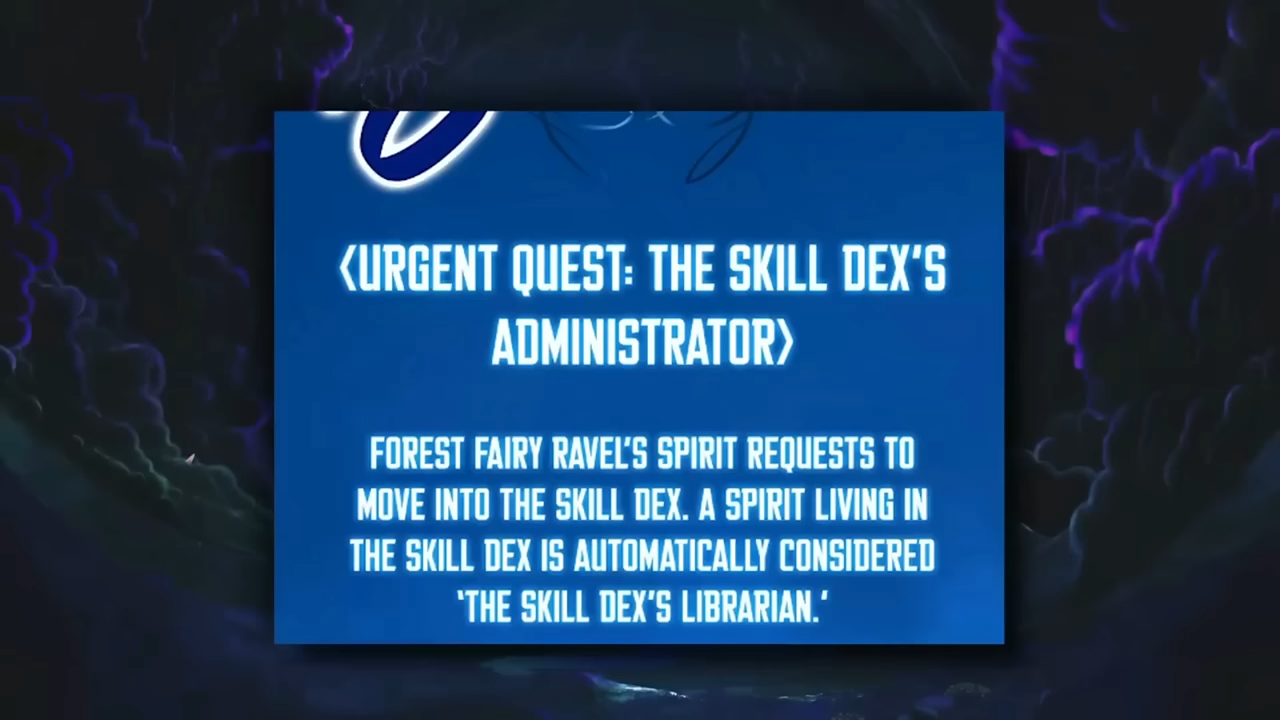 <URGENT QUEST: THE SKILL DEX'S
ADMINISTRATOR>
FOREST FAIRY RAVEL'S SPIRIT REQUESTS TO
MOVE INTO THE SKILL DEX. A SPIRIT LIVING IN
THE SKILL DEX IS AUTOMATICALLY CONSIDERED
'THE SKILL DEX'S LIBRARIAN.'